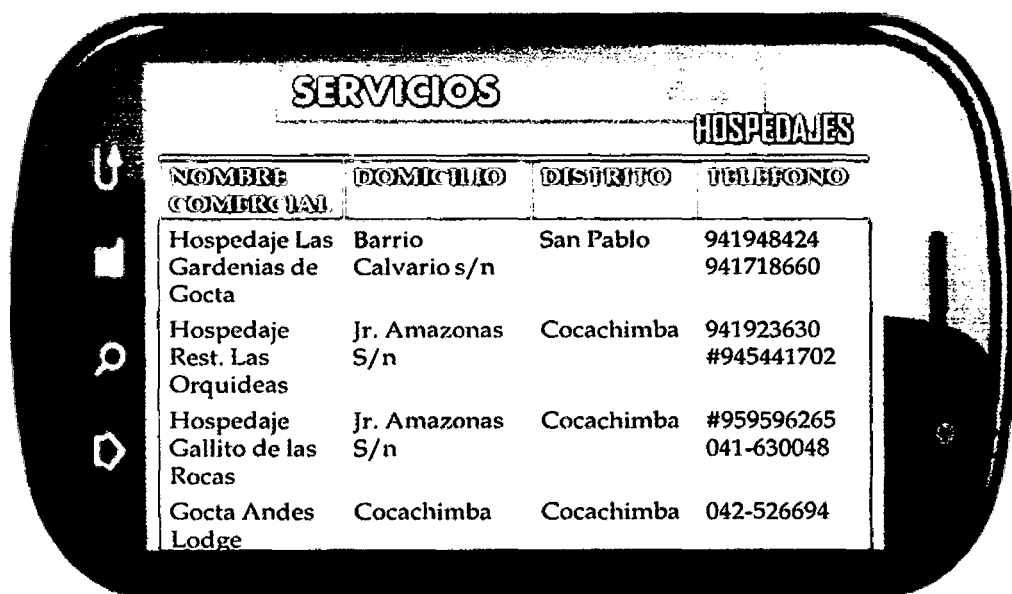 SERVICIOS
HOSPEDAJES
NOMBRE COMERCIAL DOMICILIO DISTRITO TELEFONO
Hospedaje Las Barrio San Pablo 941948424
Gardenias de Calvario s/n 941718660
Gocta
Hospedaje Jr. Amazonas Cocachimba 941923630
Rest. Las S/n #945441702
Orquideas
Hospedaje Jr. Amazonas Cocachimba #959596265
Gallito de las S/n 041-630048
Rocas
Gocta Andes Cocachimba Cocachimba 042-526694
Lodge